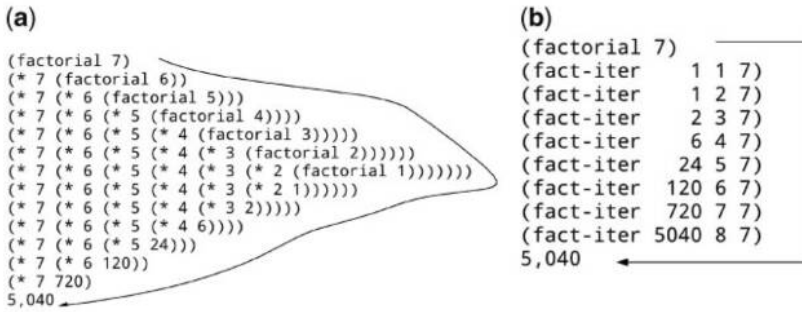 (a)
(factorial 7)
(* 7 (factorial 6))
(* 7 (* 6 (factorial 5)))
(* 7 (* 6 (* 5 (factorial 4))))
(* 7 (* 6 (* 5 (* 4 (factorial 3)))))
(* 7 (* 6 (* 5 (* 4 (* 3 (factorial 2))))))
(* 7 (* 6 (* 5 (* 4 (* 3 (* 2 (factorial 1)))))))
(* 7 (* 6 (* 5 (* 4 (* 3 (* 2 1))))))
(* 7 (* 6 (* 5 (* 4 (* 3 2)))))
(* 7 (* 6 (* 5 (* 4 6))))
(* 7 (* 6 (* 5 24)))
(* 7 (* 6 120))
(* 7 720)
5,040
(b)
(factorial 7)
(fact-iter 1 1 7)
(fact-iter 1 2 7)
(fact-iter 2 3 7)
(fact-iter 6 4 7)
(fact-iter 24 5 7)
(fact-iter 120 6 7)
(fact-iter 720 7 7)
(fact-iter 5040 8 7)
5,040